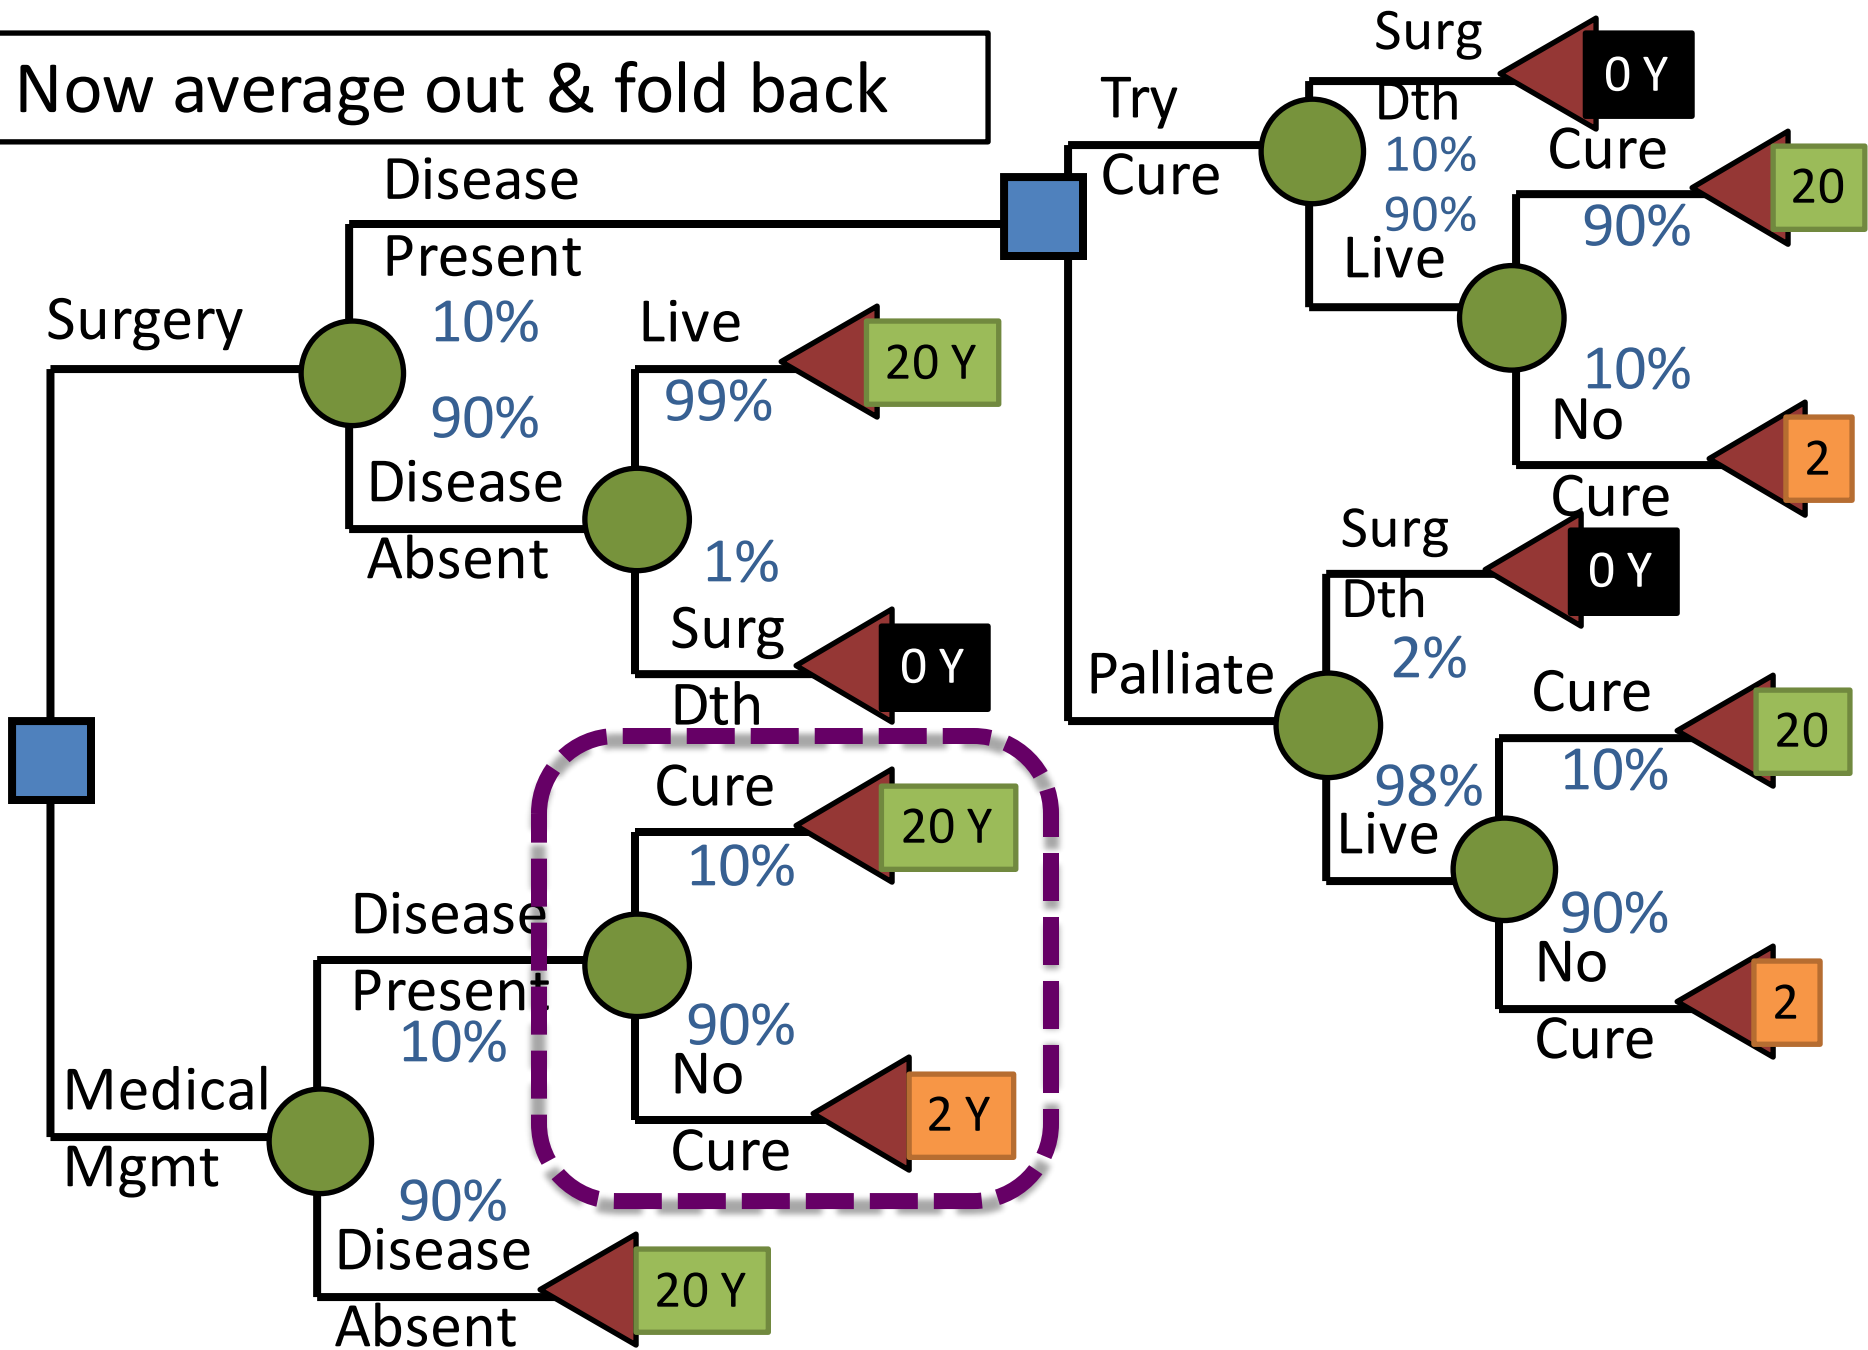 Now average out & fold back
Surgery
Disease
Present
10%
90%
Disease
Absent
Live
99%
20 Y
1%
Surg
Dth
0 Y
Try
Cure
Surg
Dth
10%
0 Y
90%
Live
Cure
90%
20
10%
No
Cure
2
Palliate
Surg
Dth
2%
0 Y
98%
Live
Cure
10%
20
90%
No
Cure
2
Medical
Mgmt
Disease
Present
10%
Cure
10%
20 Y
90%
No
Cure
2 Y
90%
Disease
Absent
20 Y